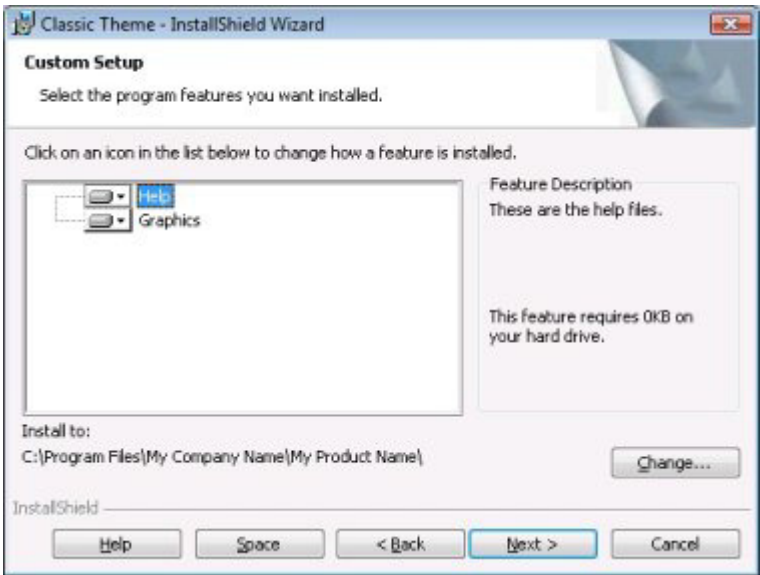 Classic Theme - InstallShield Wizard
Custom Setup
Select the program features you want installed.
Click on an icon in the list below to change how a feature is installed.
Help
Graphics
Feature Description
These are the help files.
This feature requires 0KB on
your hard drive.
Install to:
C:\Program Files\My Company Name\My Product Name\
Change...
InstallShield
Help
Space
< Back
Next >
Cancel